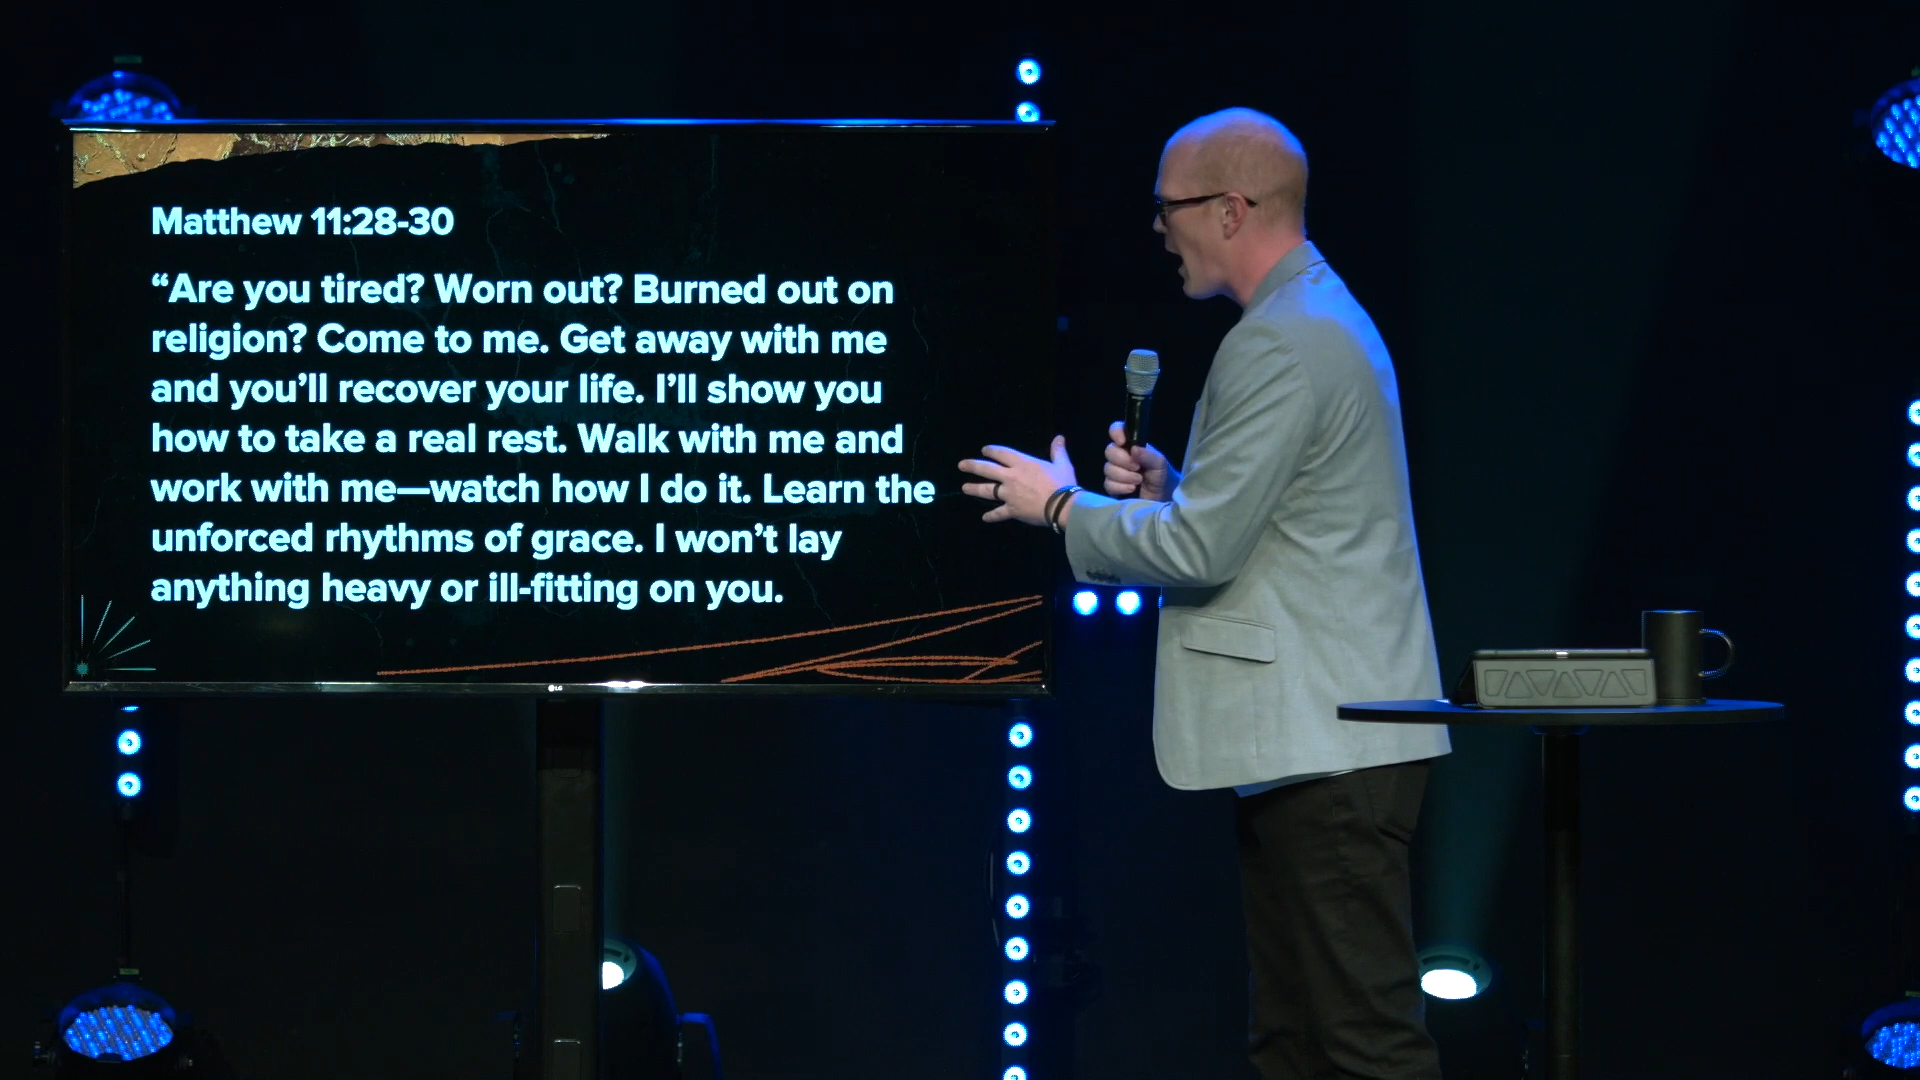 Matthew 11:28-30
“Are you tired? Worn out? Burned out on
religion? Come to me. Get away with me
and you’ll recover your life. I’ll show you
how to take a real rest. Walk with me and
work with me—watch how I do it. Learn the
unforced rhythms of grace. I won’t lay
anything heavy or ill-fitting on you.
LG